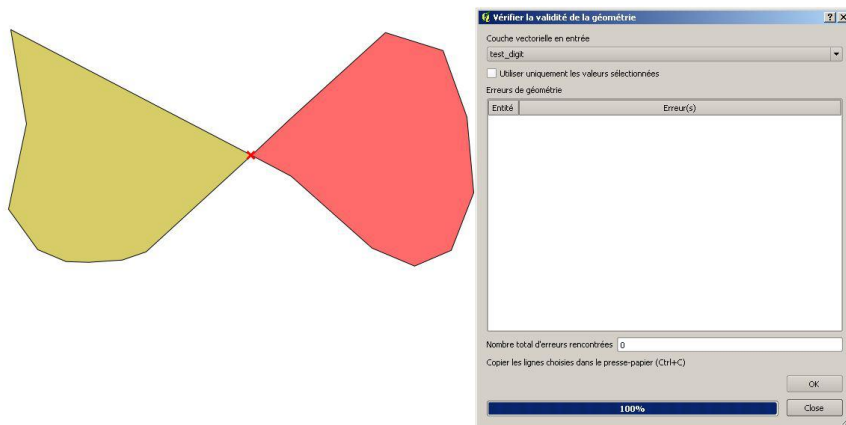 Vérifier la validité de la géométrie
Couche vectorielle en entrée
test_digit
Utiliser uniquement les valeurs sélectionnées
Erreurs de géométrie
Entité Erreur(s)
Nombre total d'erreurs rencontrées 0
Copier les lignes choisies dans le presse-papier (Ctrl+C)
OK
100% Close